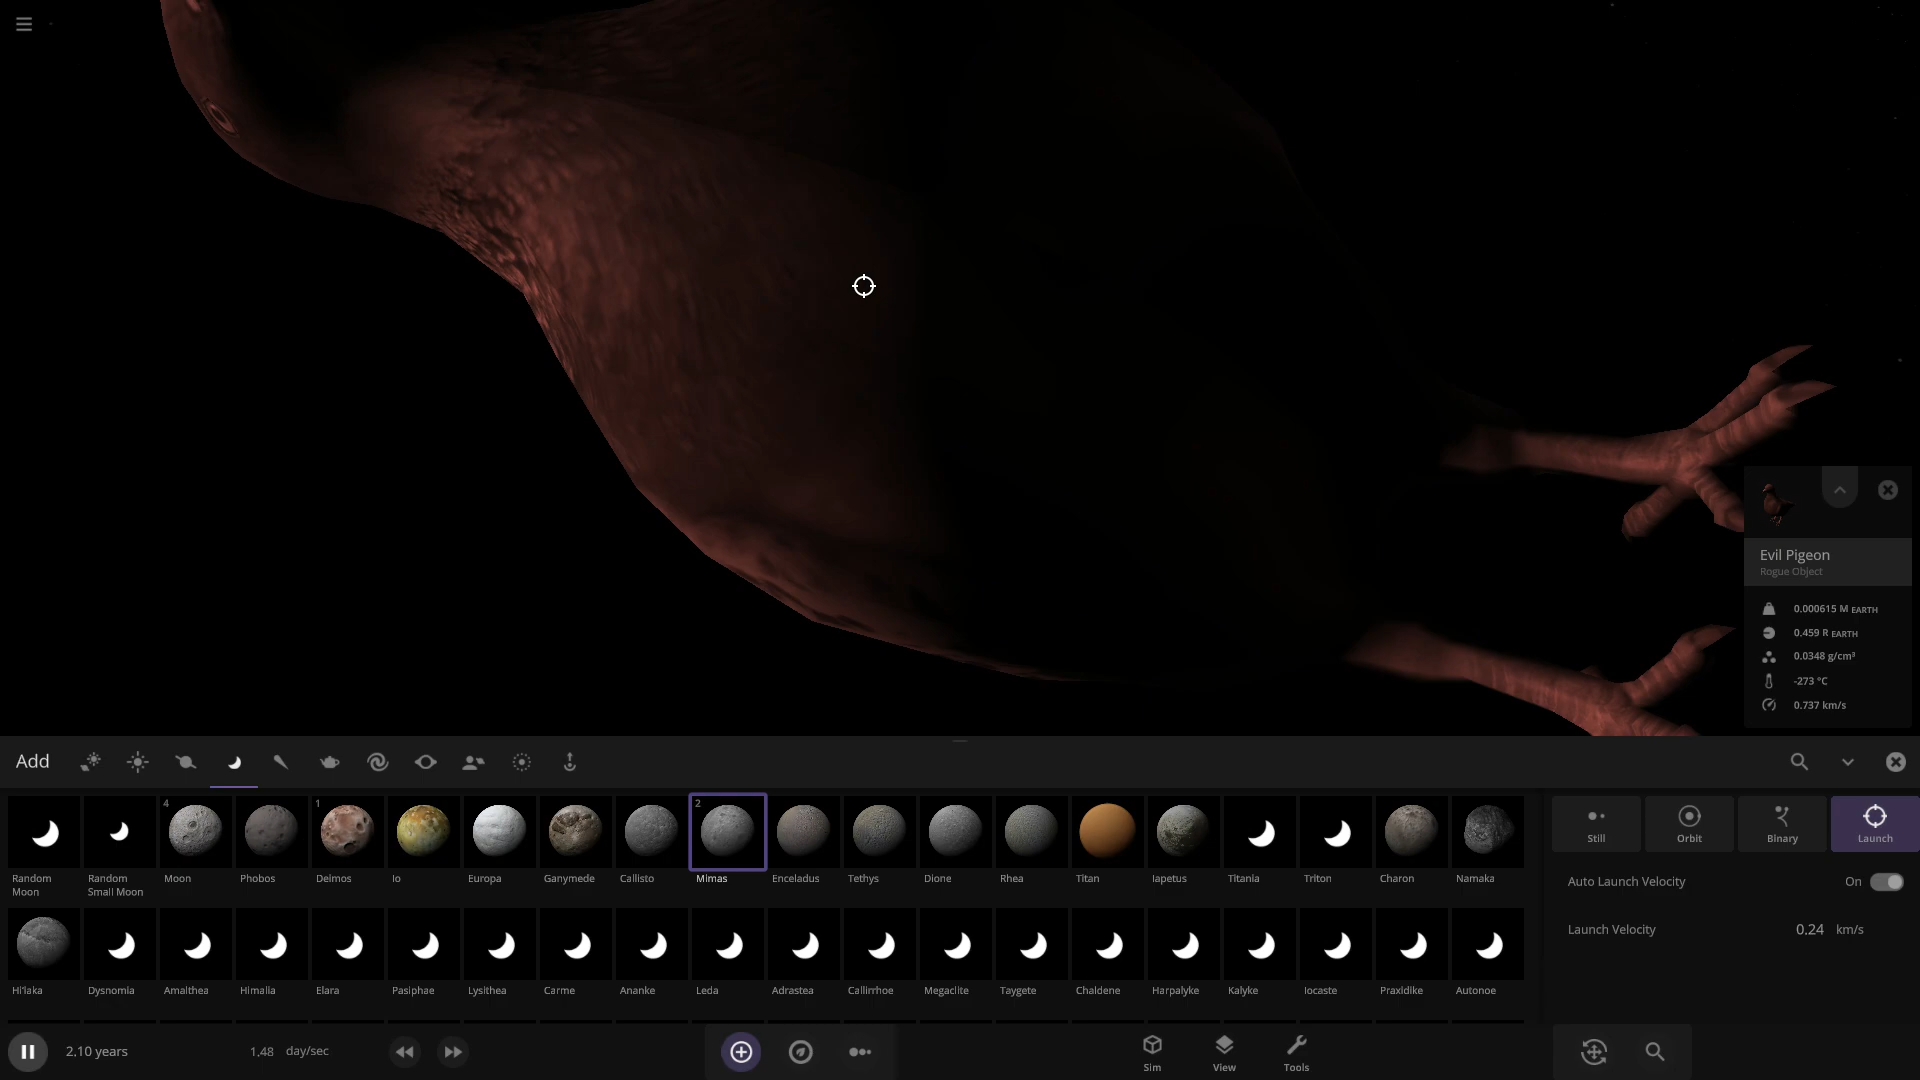 Evil Pigeon
Rogue Object
0.000615 M EARTH
0.459 R EARTH
0.0348 g/cm³
-273 °C
0.737 km/s
Add
4
1
2
Random Moon
Random Small Moon
Moon
Phobos
Deimos
Io
Europa
Ganymede
Callisto
Mimas
Enceladus
Tethys
Dione
Rhea
Titan
Iapetus
Titania
Triton
Charon
Namaka
Hi'iaka
Dysnomia
Amalthea
Himalia
Elara
Pasiphae
Lysithea
Carme
Ananke
Leda
Adrastea
Callirrhoe
Megaclite
Taygete
Chaldene
Harpalyke
Kalyke
Iocaste
Praxidike
Autonoe
Still
Orbit
Binary
Launch
Auto Launch Velocity On
Launch Velocity 0.24 km/s
2.10 years
1.48 day/sec
Sim
View
Tools